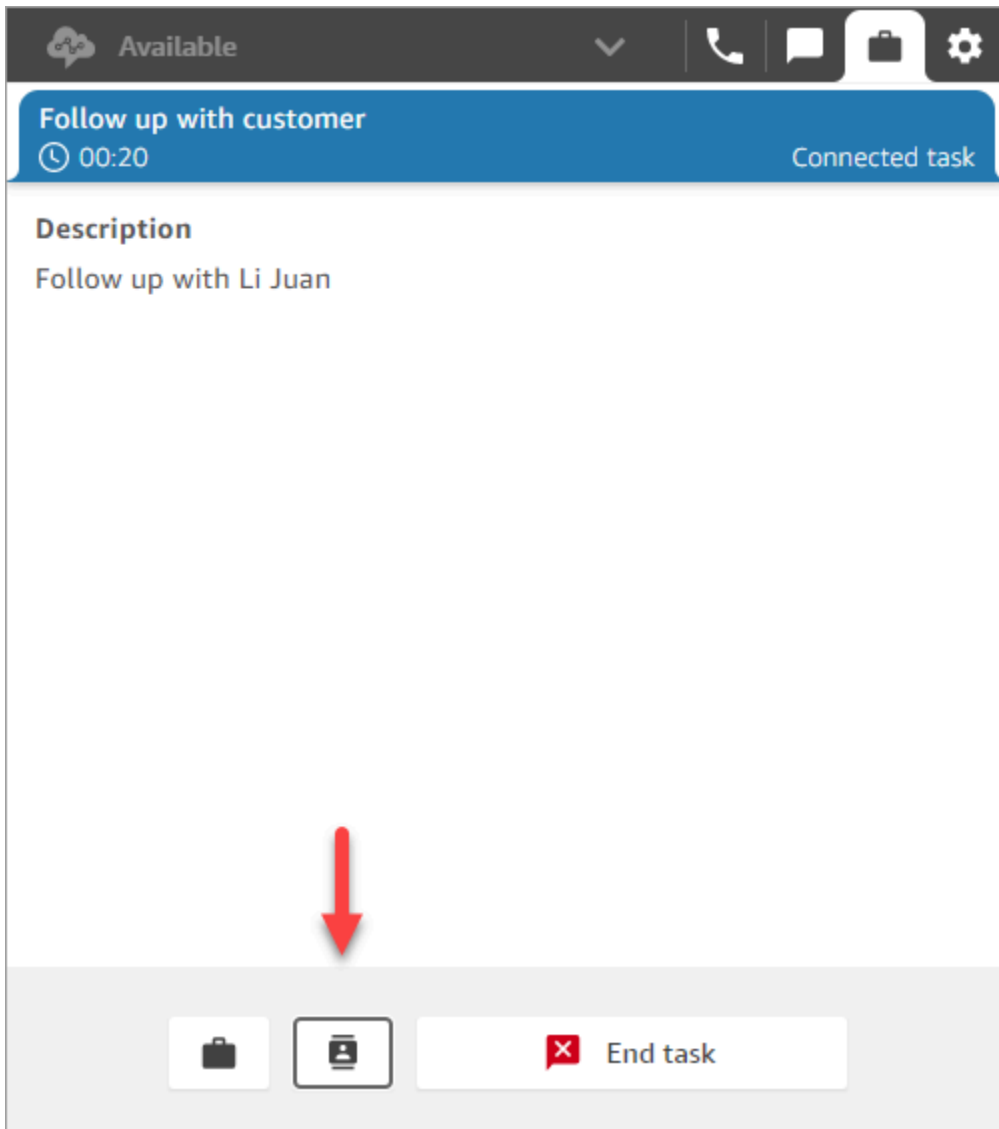 Available
Follow up with customer
00:20 Connected task
Description
Follow up with Li Juan
End task